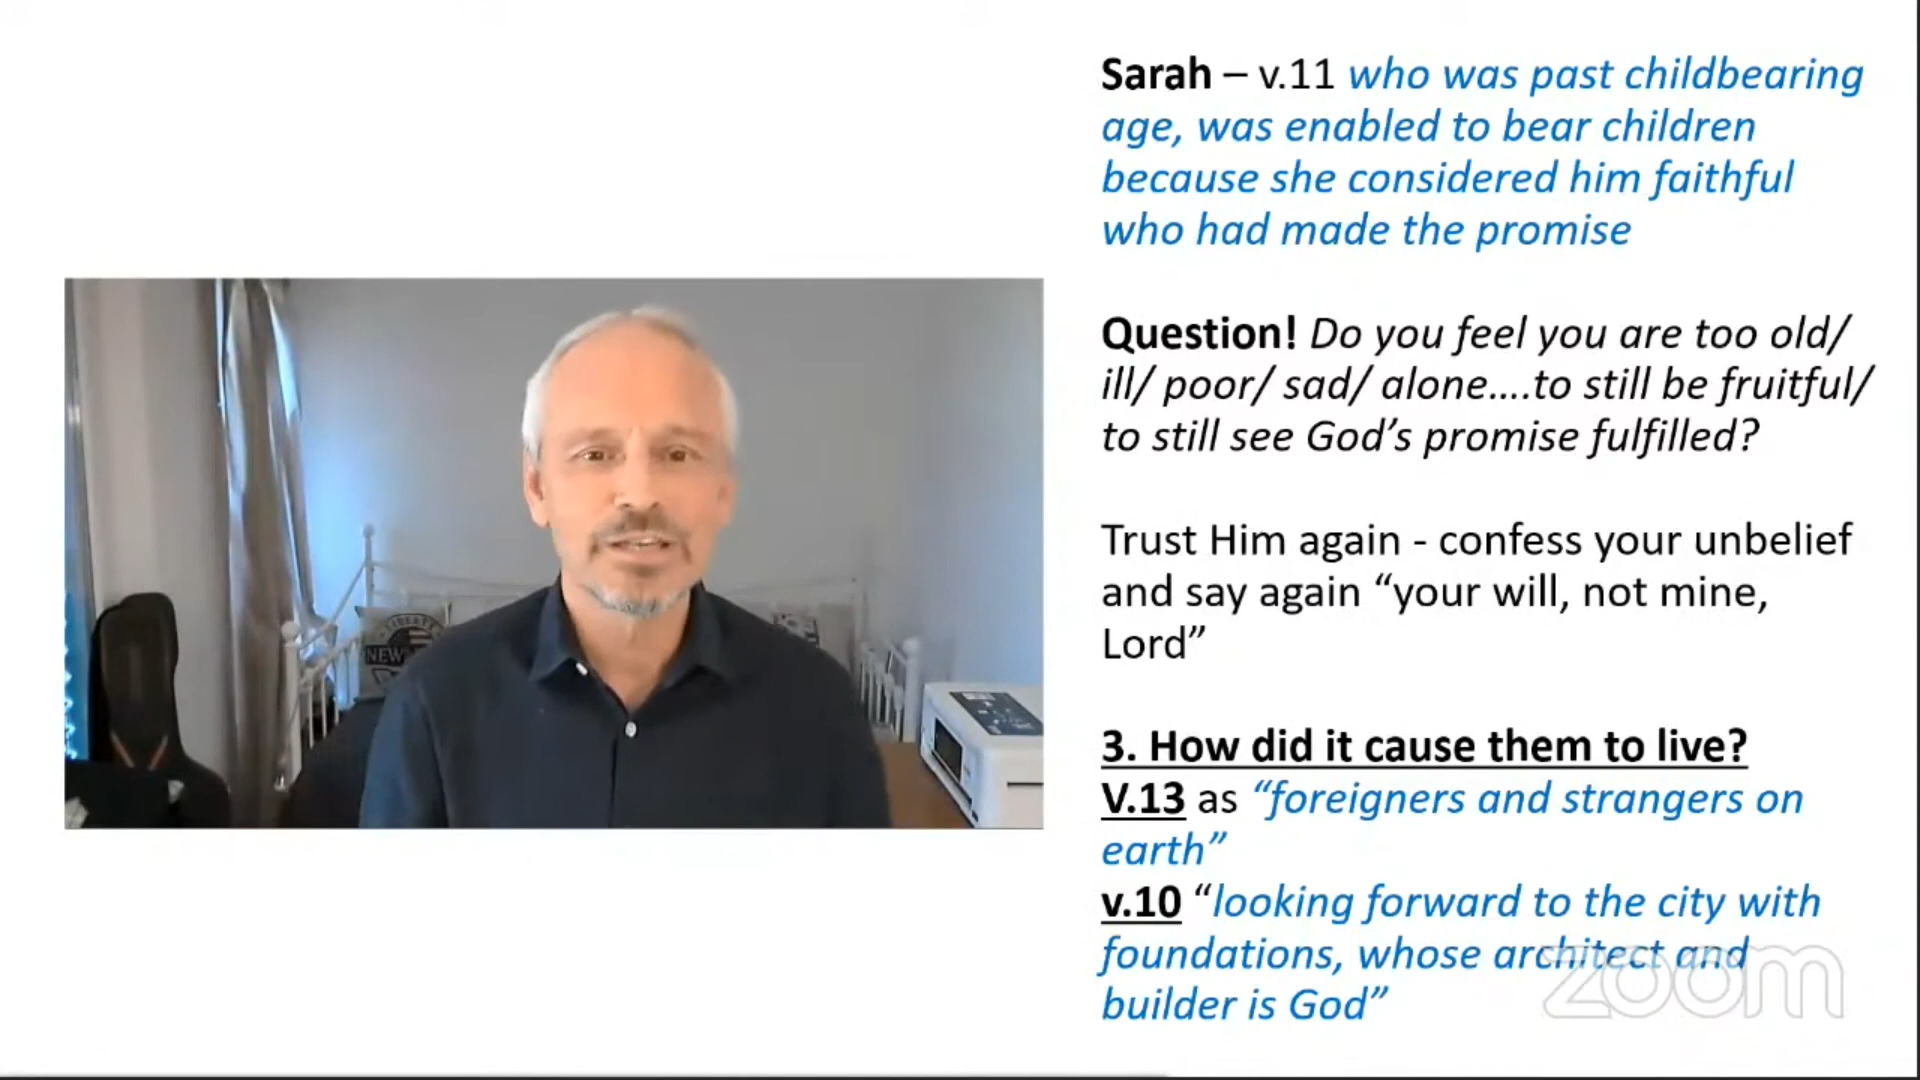 Sarah – v.11 who was past childbearing
age, was enabled to bear children
because she considered him faithful
who had made the promise
Question! Do you feel you are too old/
ill/ poor/ sad/ alone....to still be fruitful/
to still see God’s promise fulfilled?
Trust Him again - confess your unbelief
and say again “your will, not mine,
Lord”
3. How did it cause them to live?
V.13 as “foreigners and strangers on
earth”
v.10 “looking forward to the city with
foundations, whose architect and
builder is God”
zoom
LIBERTY
NEW